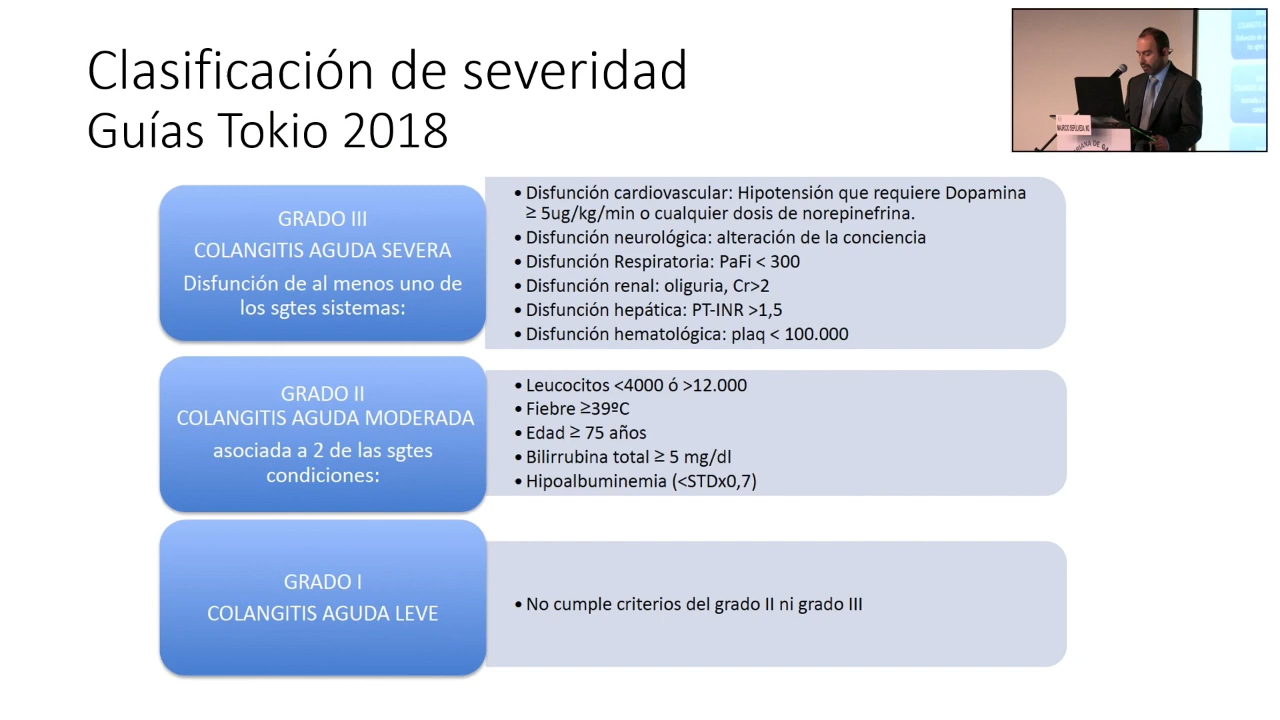 Clasificación de severidad
Guías Tokio 2018
MAURICIO SEPULVEDA, MD
GRADO III
COLANGITIS AGUDA SEVERA
Disfunción de al menos uno de
los sgtes sistemas:
• Disfunción cardiovascular: Hipotensión que requiere Dopamina
≥ 5ug/kg/min o cualquier dosis de norepinefrina.
• Disfunción neurológica: alteración de la conciencia
• Disfunción Respiratoria: PaFi < 300
• Disfunción renal: oliguria, Cr>2
• Disfunción hepática: PT-INR >1,5
• Disfunción hematológica: plaq < 100.000
GRADO II
COLANGITIS AGUDA MODERADA
asociada a 2 de las sgtes
condiciones:
• Leucocitos <4000 ó >12.000
• Fiebre ≥39ºC
• Edad ≥ 75 años
• Bilirrubina total ≥ 5 mg/dl
• Hipoalbuminemia (<STDx0,7)
GRADO I
COLANGITIS AGUDA LEVE
• No cumple criterios del grado II ni grado III